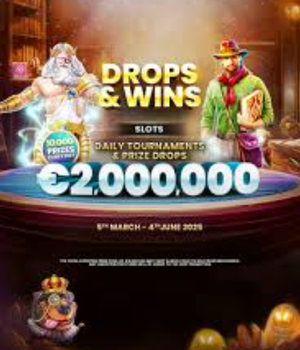 DROPS
& WINS
SLOTS
DAILY TOURNAMENTS
& PRIZE DROPS
10,000
PRIZES
€2,000,000
5TH MARCH - 4TH JUNE 2025